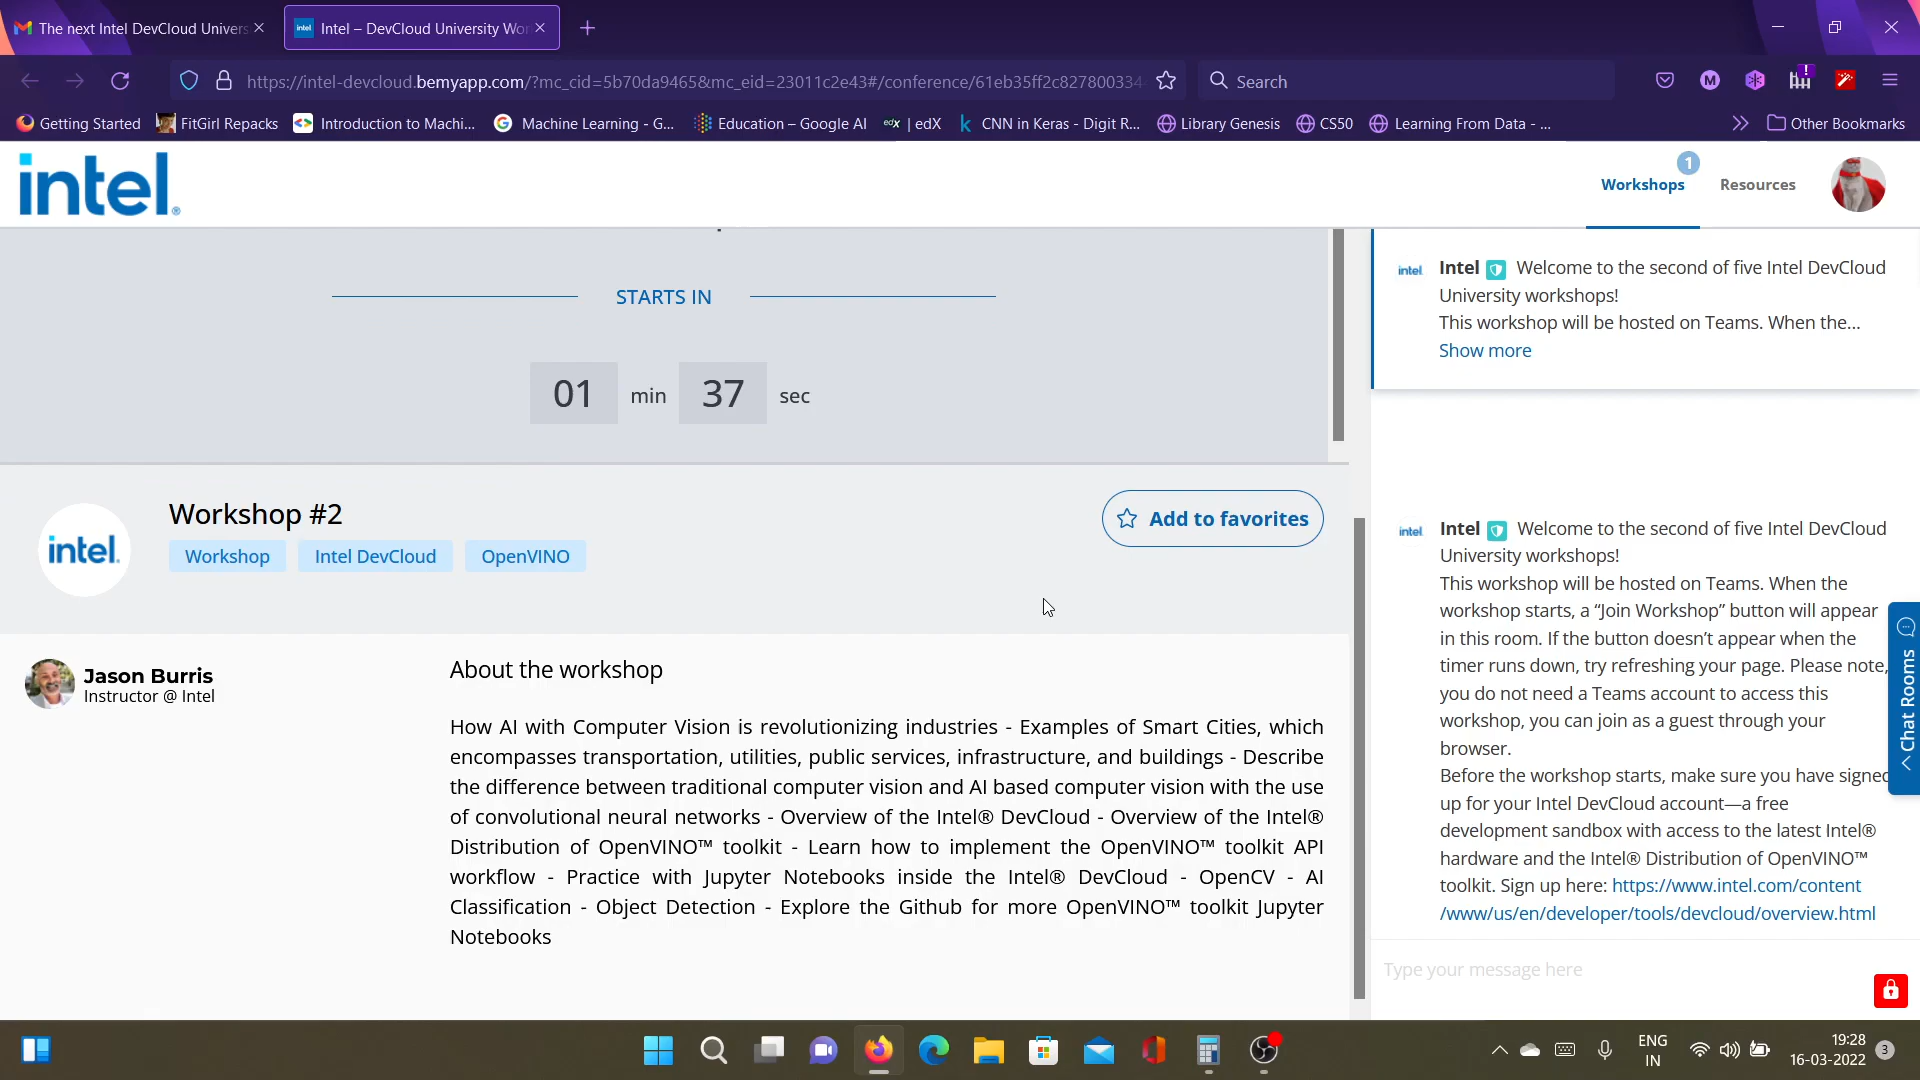 The next Intel DevCloud Univers
intel
Intel – DevCloud University Wo
https://intel-devcloud.bemyapp.com/?mc_cid=5b70da9465&mc_eid=23011c2e43#/conference/61eb35ff2c82780033
Search
M
!
Getting Started
FitGirl Repacks
Introduction to Machi...
Machine Learning - G...
Education – Google AI
edX
| edX
CNN in Keras - Digit R...
Library Genesis
CS50
Learning From Data - ...
Other Bookmarks
intel.
Workshops
1
Resources
STARTS IN
01 min 37 sec
intel.
Workshop #2
Workshop
Intel DevCloud
OpenVINO
Add to favorites
Jason Burris
Instructor @ Intel
About the workshop
How AI with Computer Vision is revolutionizing industries - Examples of Smart Cities, which
encompasses transportation, utilities, public services, infrastructure, and buildings - Describe
the difference between traditional computer vision and AI based computer vision with the use
of convolutional neural networks - Overview of the Intel® DevCloud - Overview of the Intel®
Distribution of OpenVINO™ toolkit - Learn how to implement the OpenVINO™ toolkit API
workflow - Practice with Jupyter Notebooks inside the Intel® DevCloud - OpenCV - AI
Classification - Object Detection - Explore the Github for more OpenVINO™ toolkit Jupyter
Notebooks
intel
Intel Welcome to the second of five Intel DevCloud
University workshops!
This workshop will be hosted on Teams. When the...
Show more
intel
Intel Welcome to the second of five Intel DevCloud
University workshops!
This workshop will be hosted on Teams. When the
workshop starts, a “Join Workshop” button will appear
in this room. If the button doesn’t appear when the
timer runs down, try refreshing your page. Please note,
you do not need a Teams account to access this
workshop, you can join as a guest through your
browser.
Before the workshop starts, make sure you have signed
up for your Intel DevCloud account—a free
development sandbox with access to the latest Intel®
hardware and the Intel® Distribution of OpenVINO™
toolkit. Sign up here: https://www.intel.com/content
/www/us/en/developer/tools/devcloud/overview.html
Chat Rooms
Type your message here
ENG
IN
19:28
16-03-2022
3